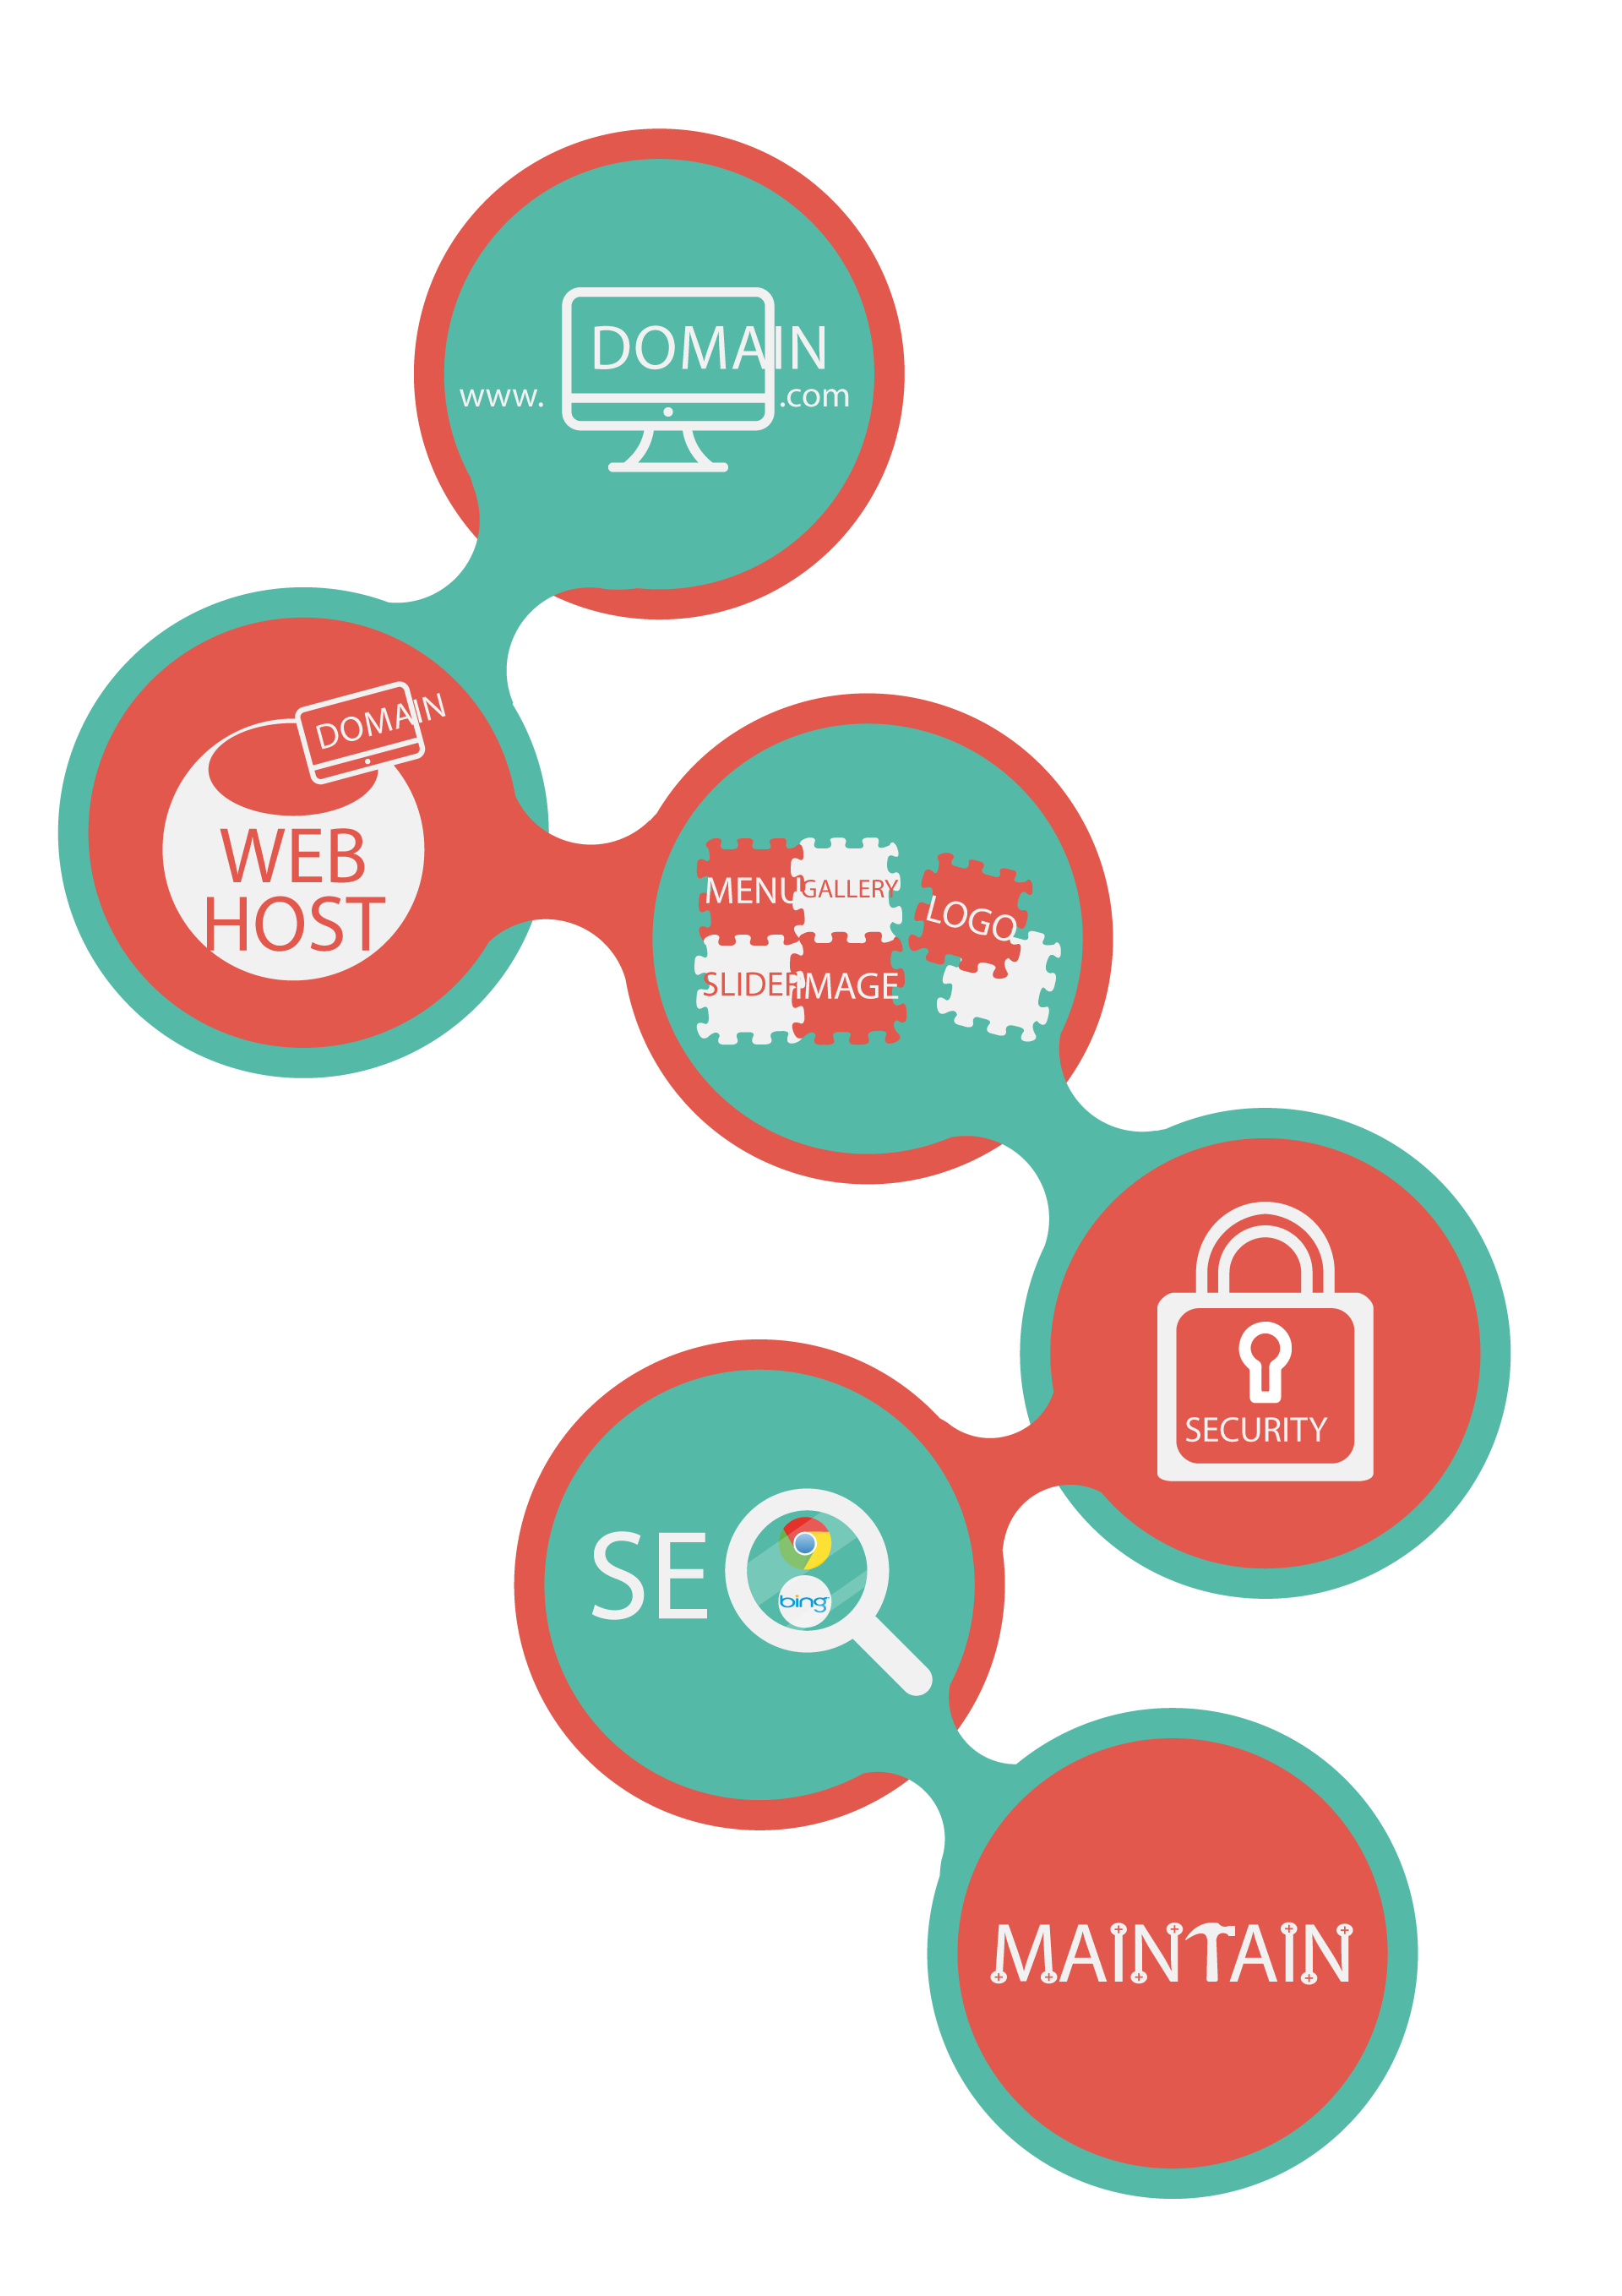 DOMAIN
www. .com
DOMAIN
WEB
HOST
MENU GALLERY
LOGO
SLIDER IMAGE
SECURITY
SE
bing
MAINTAIN